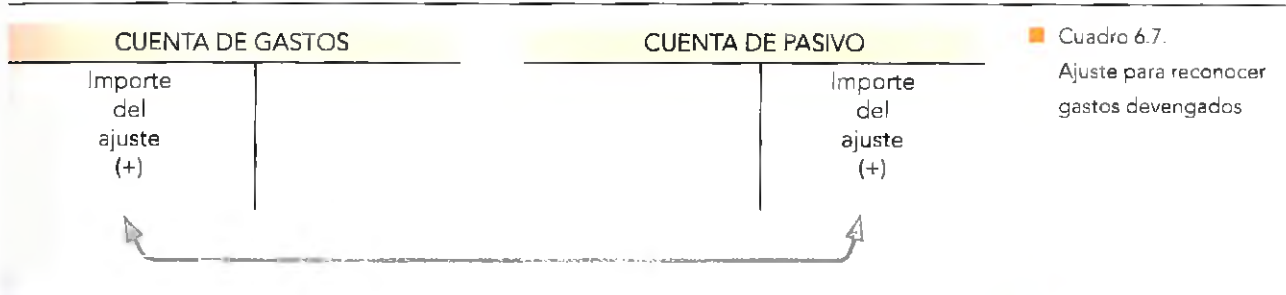 CUENTA DE GASTOS
Importe
del
ajuste
(+)
CUENTA DE PASIVO
Importe
del
ajuste
(+)
Cuadro 6.7.
Ajuste para reconocer
gastos devengados